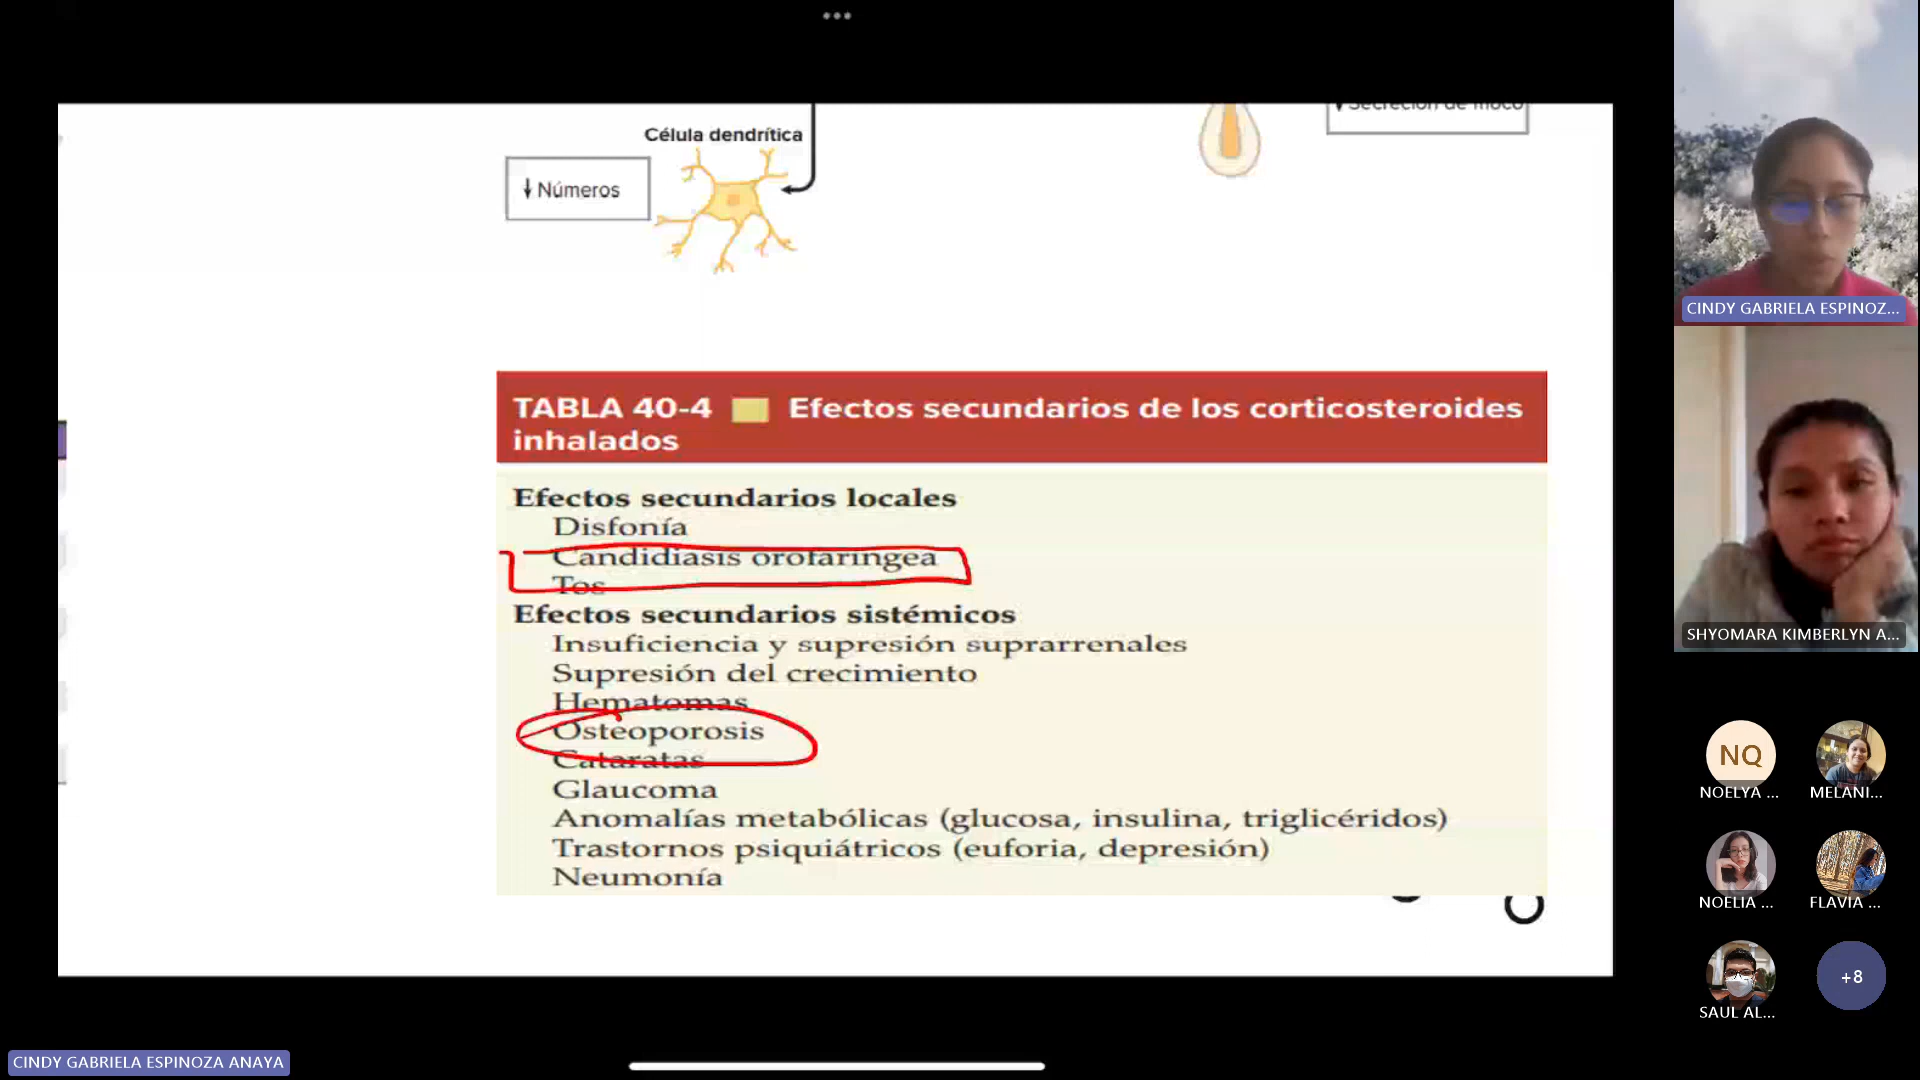 Secreción de moco
Célula dendrítica
↓ Números
TABLA 40-4 Efectos secundarios de los corticosteroides
inhalados
Efectos secundarios locales
Disfonía
Candidiasis orofaríngea
Tos
Efectos secundarios sistémicos
Insuficiencia y supresión suprarrenales
Supresión del crecimiento
Hematomas
Osteoporosis
Cataratas
Glaucoma
Anomalías metabólicas (glucosa, insulina, triglicéridos)
Trastornos psiquiátricos (euforia, depresión)
Neumonía
CINDY GABRIELA ESPINOZA ANAYA
CINDY GABRIELA ESPINOZ...
SHYOMARA KIMBERLYN A...
NQ
NOELYA ...
MELANI...
NOELIA ...
FLAVIA ...
SAUL AL...
+8